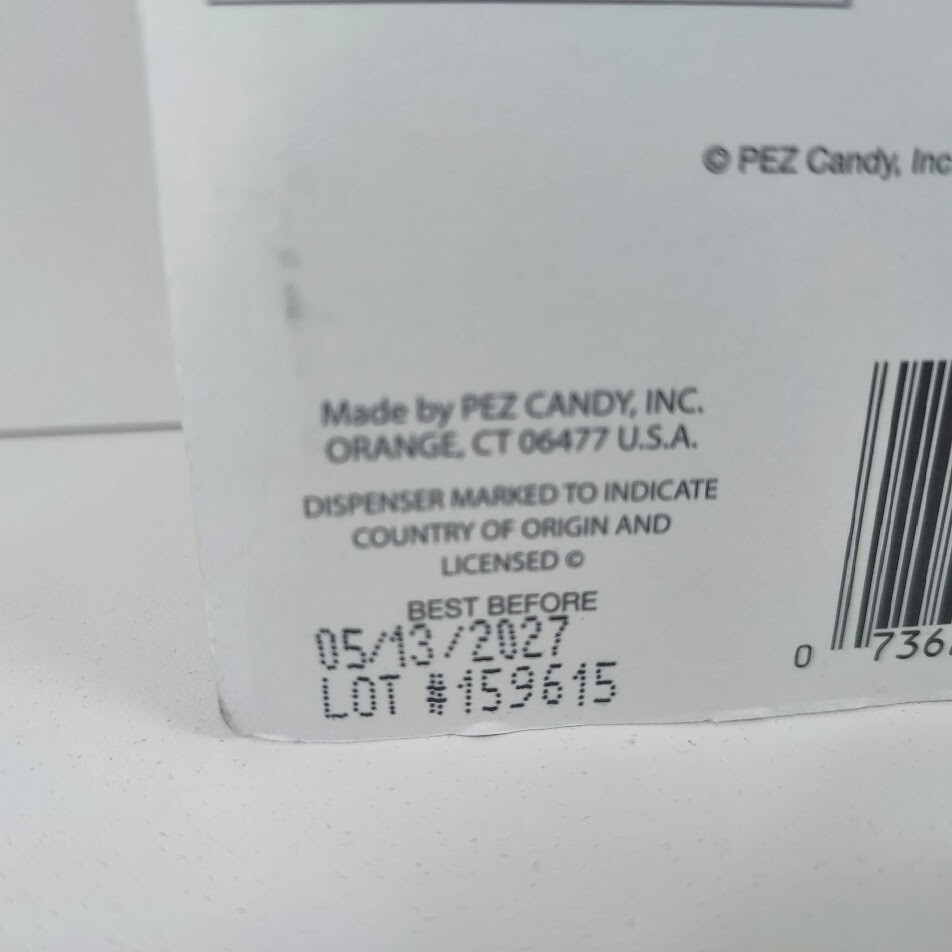 © PEZ Candy, Inc
Made by PEZ CANDY, INC.
ORANGE, CT 06477 U.S.A.
DISPENSER MARKED TO INDICATE
COUNTRY OF ORIGIN AND
LICENSED ©
BEST BEFORE
05/13/2027
LOT #159615
0 736